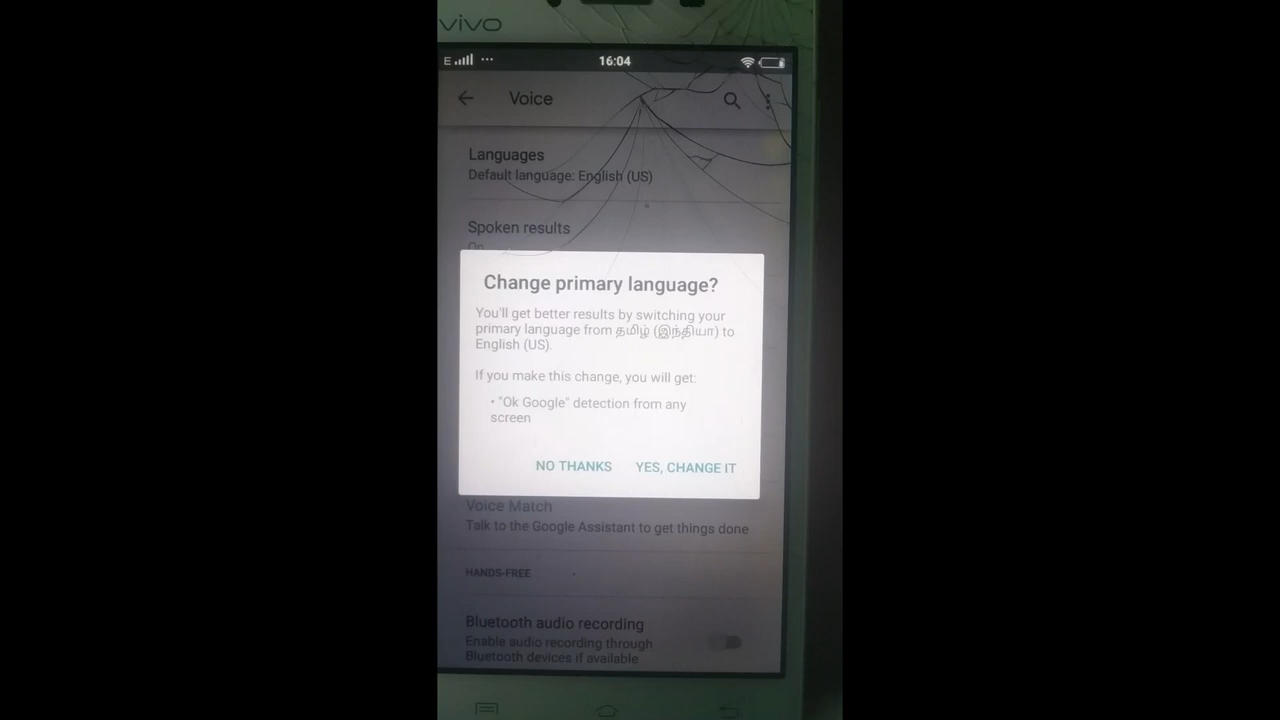 vivo
E
16:04
Voice
Languages
Default language: English (US)
Spoken results
On
Change primary language?
You'll get better results by switching your
primary language from தமிழ் (இந்தியா) to
English (US).
If you make this change, you will get:
• "Ok Google" detection from any
screen
NO THANKS
YES, CHANGE IT
Voice Match
Talk to the Google Assistant to get things done
HANDS-FREE
Bluetooth audio recording
Enable audio recording through
Bluetooth devices if available